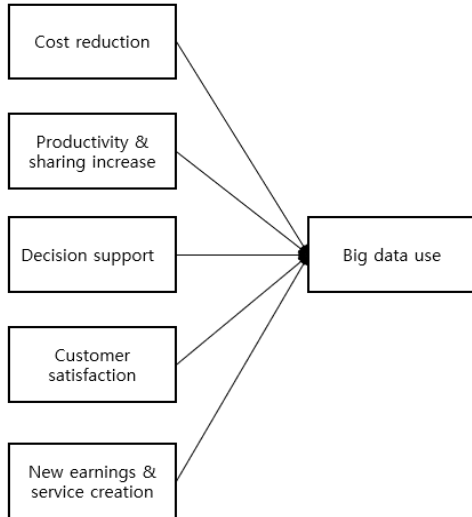 Cost reduction
Productivity &
sharing increase
Decision support
Big data use
Customer
satisfaction
New earnings &
service creation